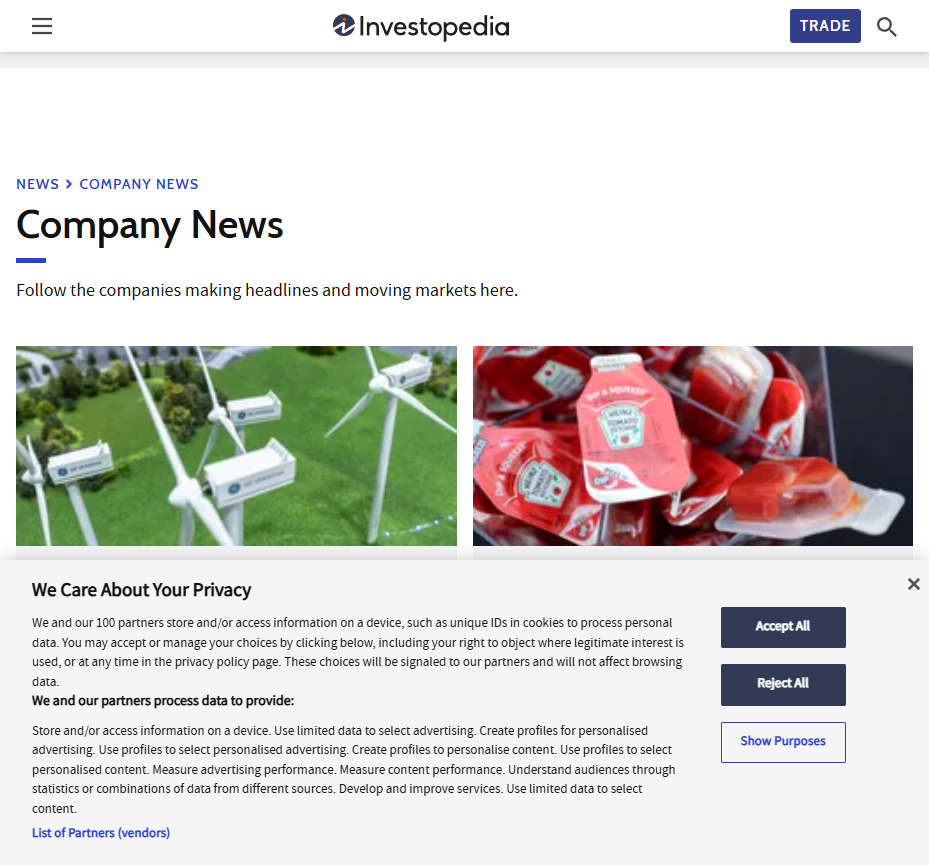 Investopedia
TRADE
NEWS > COMPANY NEWS
Company News
Follow the companies making headlines and moving markets here.
DIP & SQUEEZE
HEINZ
TOMATO
KETCHUP
HEINZ
TOMATO
KETCHUP
We Care About Your Privacy
We and our 100 partners store and/or access information on a device, such as unique IDs in cookies to process personal
data. You may accept or manage your choices by clicking below, including your right to object where legitimate interest is
used, or at any time in the privacy policy page. These choices will be signaled to our partners and will not affect browsing
data.
We and our partners process data to provide:
Store and/or access information on a device. Use limited data to select advertising. Create profiles for personalised
advertising. Use profiles to select personalised advertising. Create profiles to personalise content. Use profiles to select
personalised content. Measure advertising performance. Measure content performance. Understand audiences through
statistics or combinations of data from different sources. Develop and improve services. Use limited data to select
content.
List of Partners (vendors)
Accept All
Reject All
Show Purposes